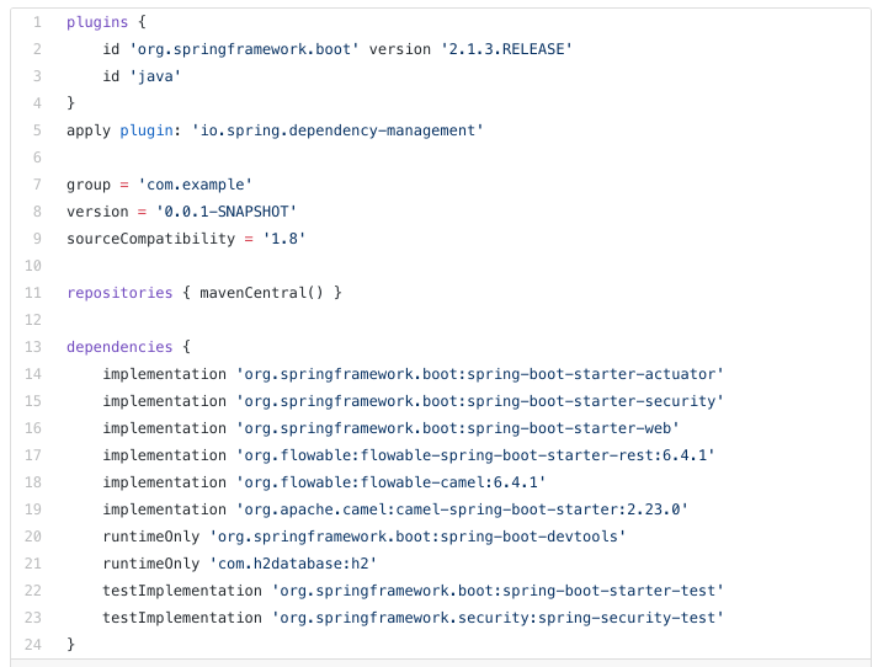 1 plugins {
2     id 'org.springframework.boot' version '2.1.3.RELEASE'
3     id 'java'
4 }
5 apply plugin: 'io.spring.dependency-management'
6
7 group = 'com.example'
8 version = '0.0.1-SNAPSHOT'
9 sourceCompatibility = '1.8'
10
11 repositories { mavenCentral() }
12
13 dependencies {
14     implementation 'org.springframework.boot:spring-boot-starter-actuator'
15     implementation 'org.springframework.boot:spring-boot-starter-security'
16     implementation 'org.springframework.boot:spring-boot-starter-web'
17     implementation 'org.flowable:flowable-spring-boot-starter-rest:6.4.1'
18     implementation 'org.flowable:flowable-camel:6.4.1'
19     implementation 'org.apache.camel:camel-spring-boot-starter:2.23.0'
20     runtimeOnly 'org.springframework.boot:spring-boot-devtools'
21     runtimeOnly 'com.h2database:h2'
22     testImplementation 'org.springframework.boot:spring-boot-starter-test'
23     testImplementation 'org.springframework.security:spring-security-test'
24 }